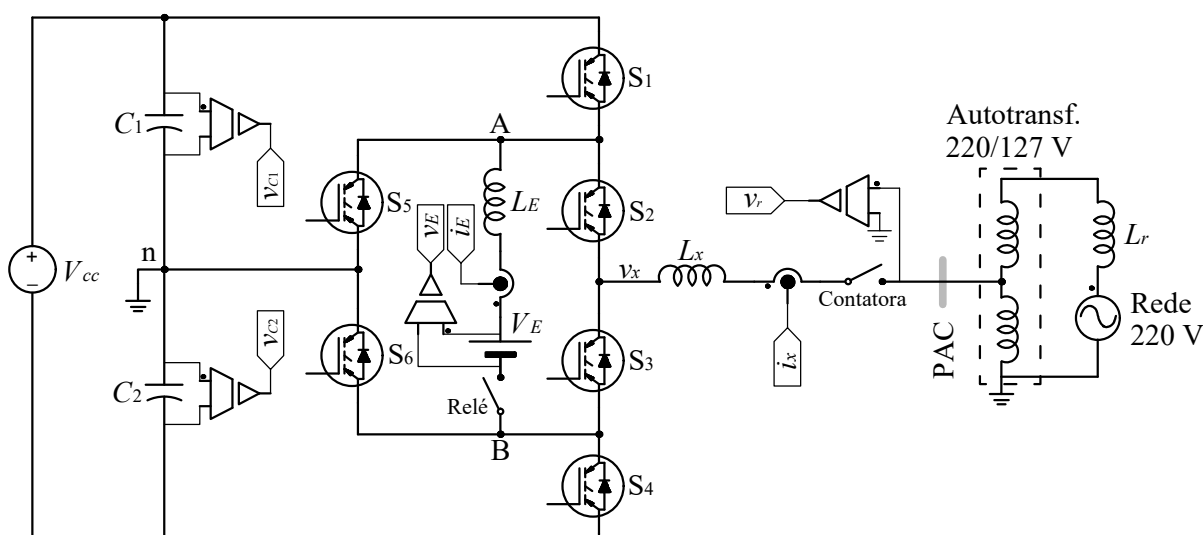 S1
A
Autotransf.
220/127 V
C1
vC1
S5
LE
S2
vr
vE
iE
Lr
n
Vcc
vx
Lx
Contatora
Rede
220 V
VE
PAC
vC2
S6
S3
ix
C2
Relé
B
S4